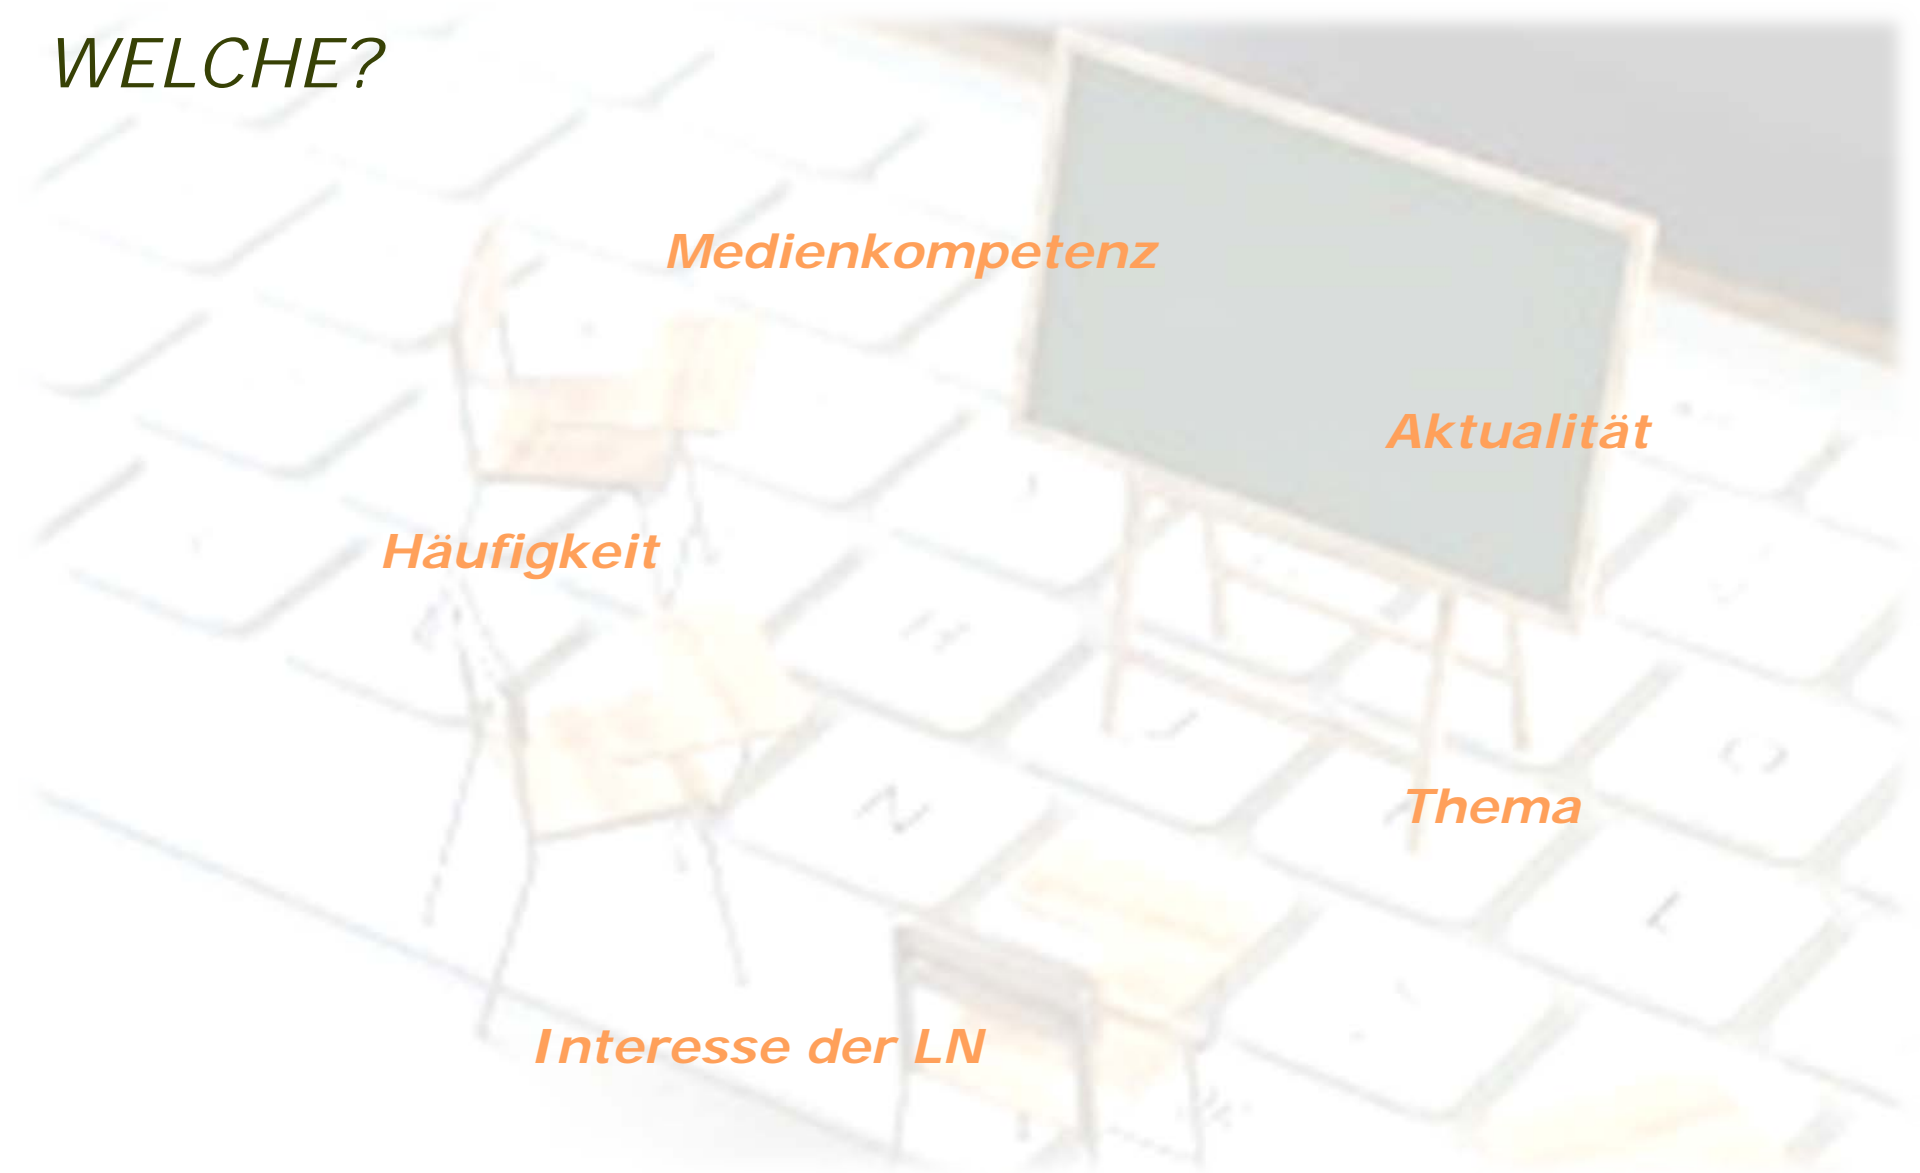 WELCHE?
Medienkompetenz
Aktualität
Häufigkeit
Thema
Interesse der LN